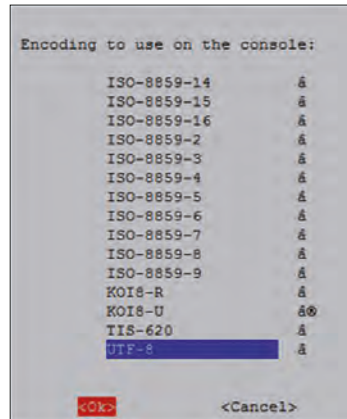 Encoding to use on the console:
ISO-8859-14 â
ISO-8859-15 â
ISO-8859-16 â
ISO-8859-2 â
ISO-8859-3 â
ISO-8859-4 â
ISO-8859-5 â
ISO-8859-6 â
ISO-8859-7 â
ISO-8859-8 â
ISO-8859-9 â
KOI8-R â
KOI8-U â®
TIS-620 â
UTF-8 â
<Ok> <Cancel>